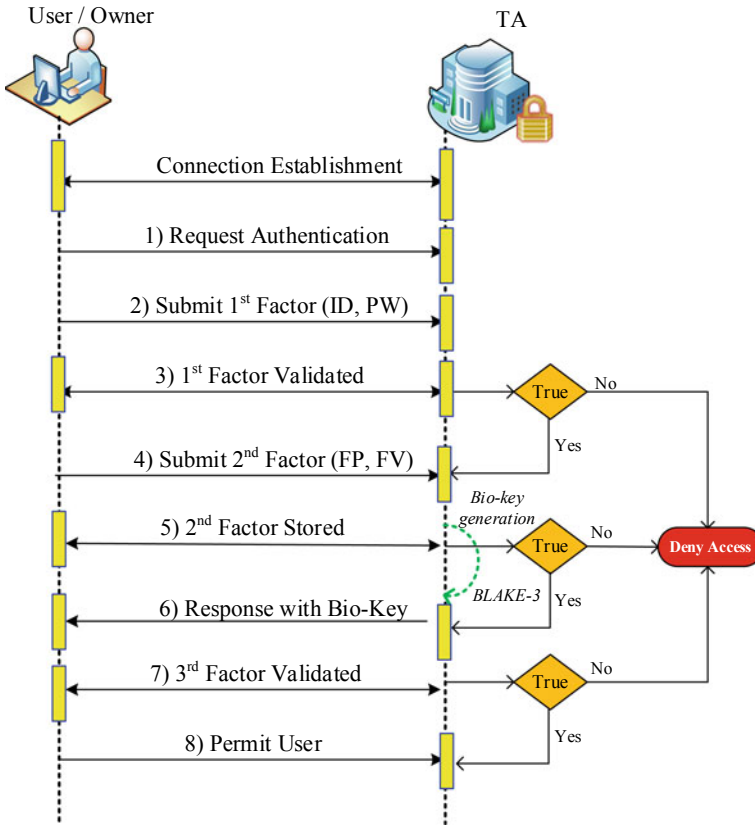 User / Owner
TA
Connection Establishment
1) Request Authentication
2) Submit 1st Factor (ID, PW)
3) 1st Factor Validated
True
No
Yes
4) Submit 2nd Factor (FP, FV)
Bio-key
generation
5) 2nd Factor Stored
True
No
Deny Access
BLAKE-3
Yes
6) Response with Bio-Key
7) 3rd Factor Validated
True
No
Yes
8) Permit User